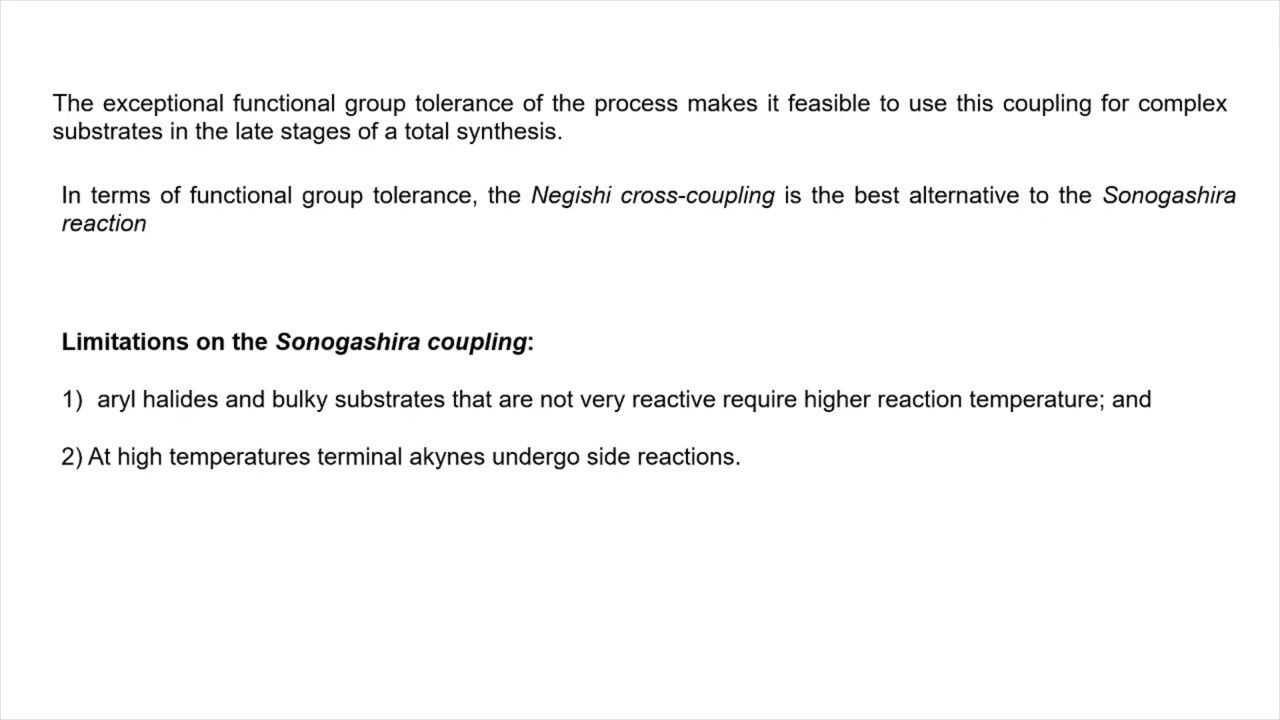 The exceptional functional group tolerance of the process makes it feasible to use this coupling for complex
substrates in the late stages of a total synthesis.
In terms of functional group tolerance, the Negishi cross-coupling is the best alternative to the Sonogashira
reaction
Limitations on the Sonogashira coupling:
1) aryl halides and bulky substrates that are not very reactive require higher reaction temperature; and
2) At high temperatures terminal akynes undergo side reactions.